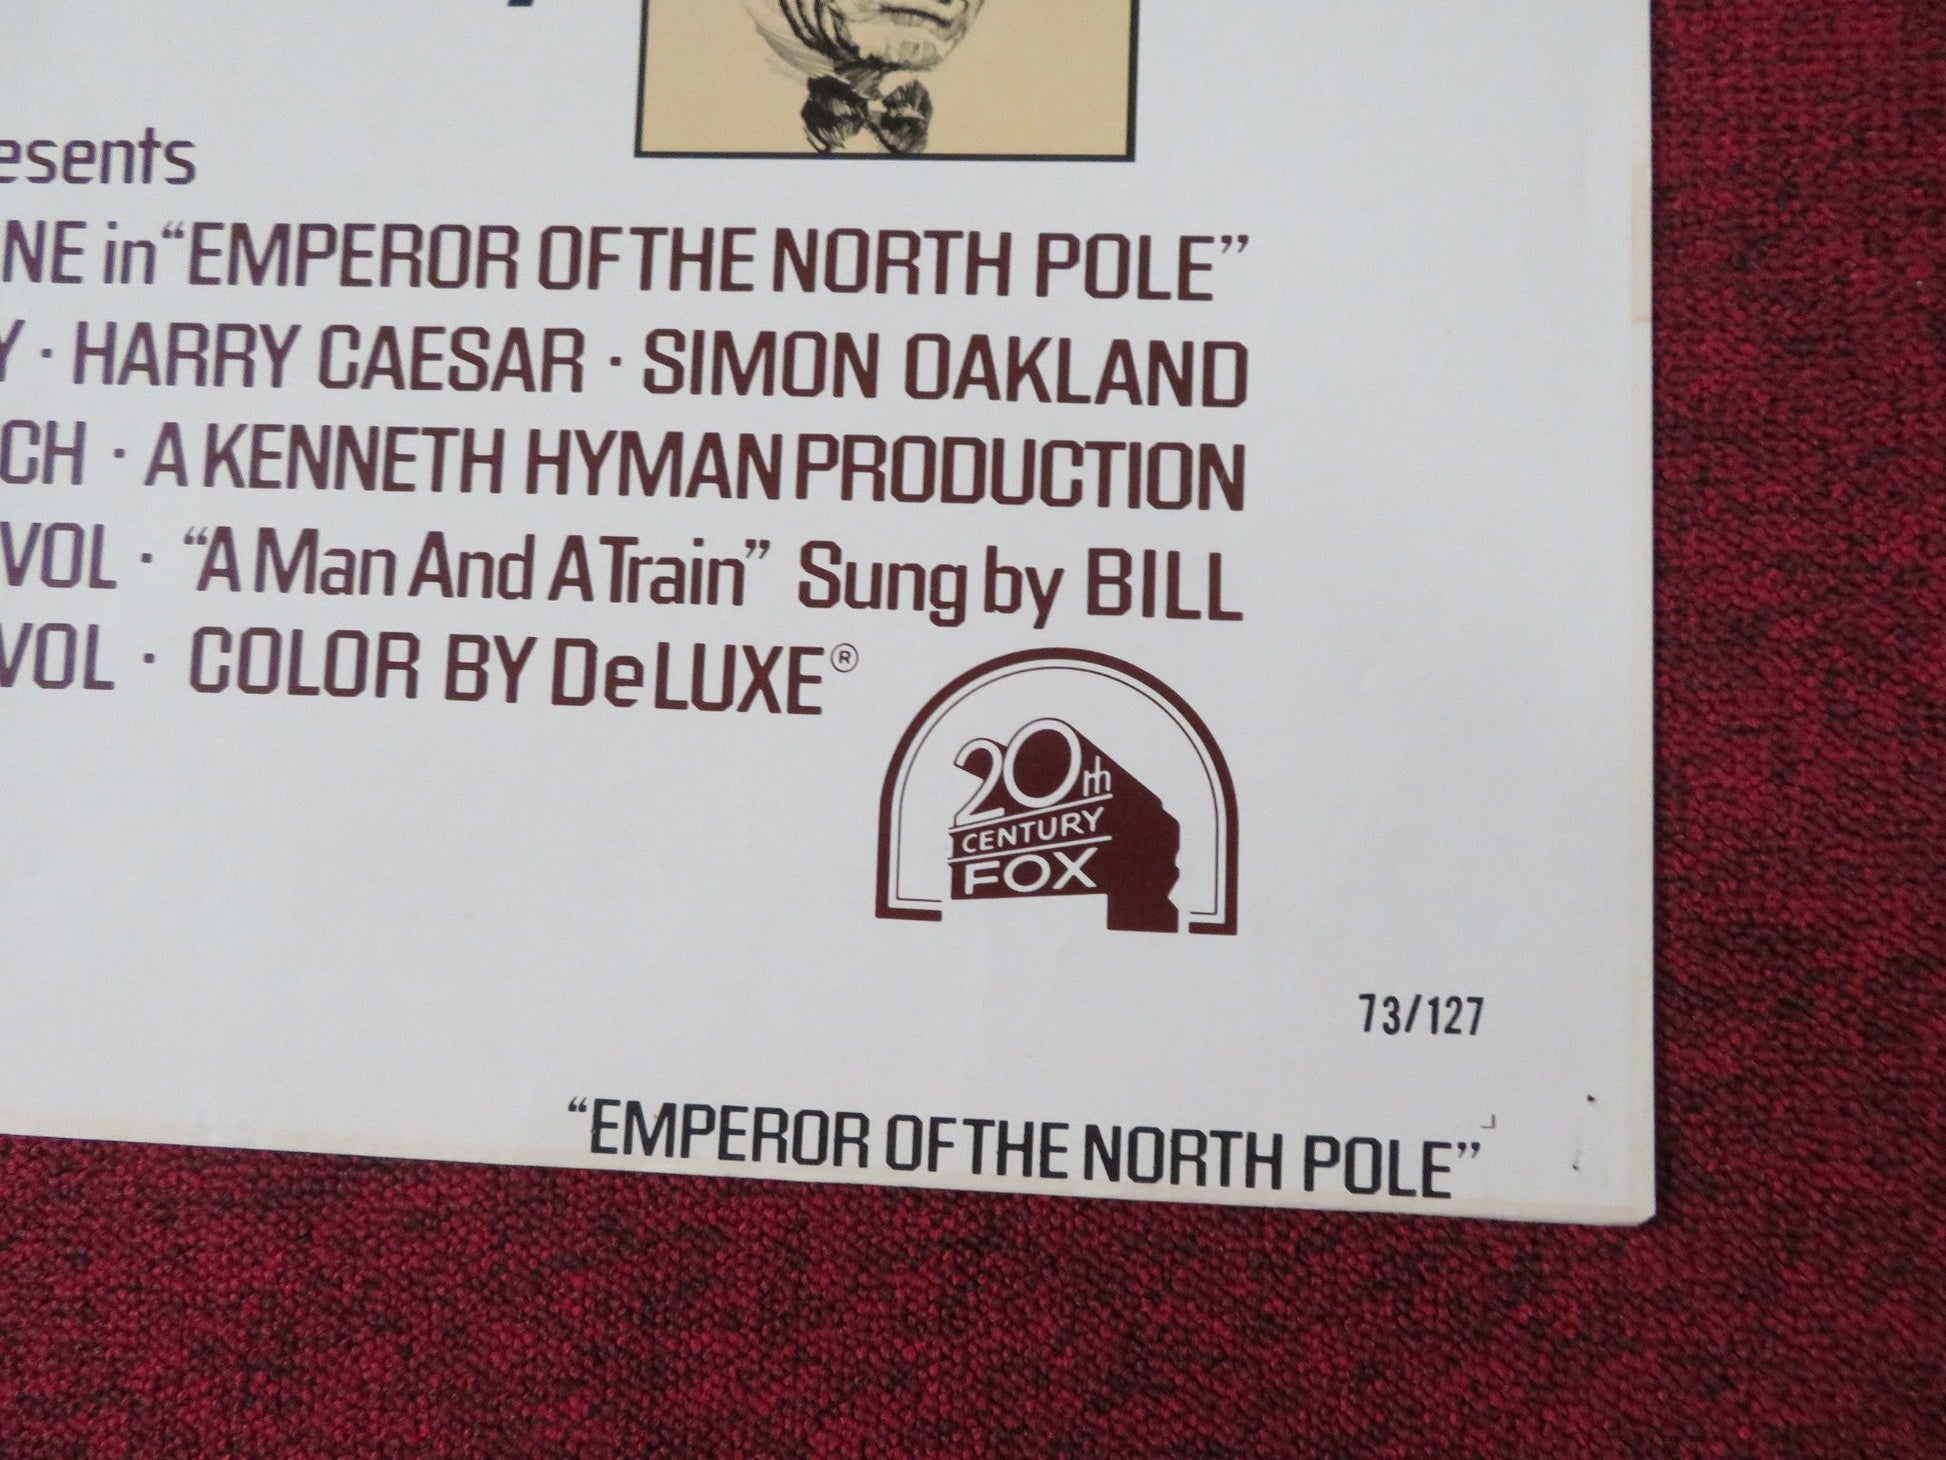 esents
NE in "EMPEROR OF THE NORTH POLE"
Y · HARRY CAESAR · SIMON OAKLAND
CH · A KENNETH HYMAN PRODUCTION
VOL · "A Man And A Train" Sung by BILL
VOL · COLOR BY DeLUXE®
20th
CENTURY
FOX
73/127
"EMPEROR OF THE NORTH POLE"